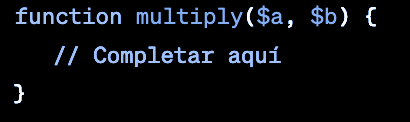 function multiply($a, $b) {
// Completar aquí
}